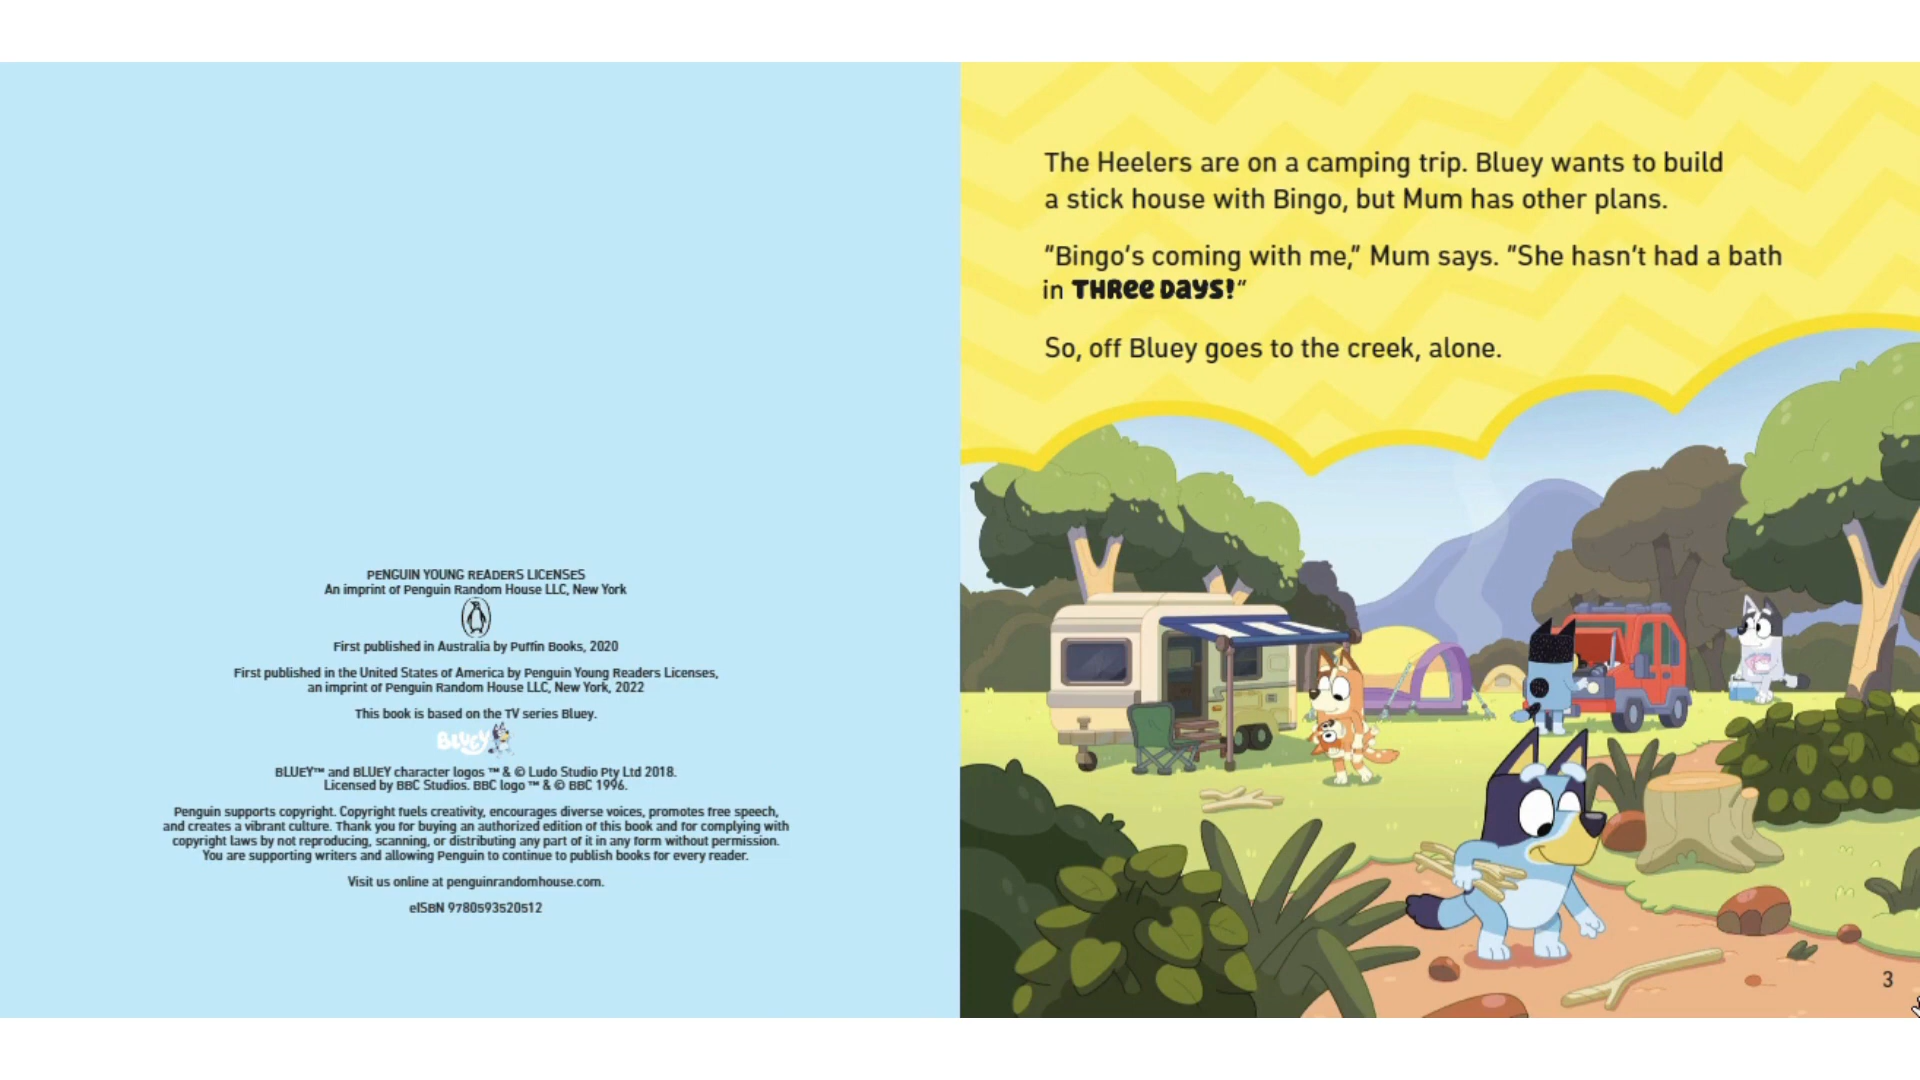 PENGUIN YOUNG READERS LICENSES
An imprint of Penguin Random House LLC, New York
First published in Australia by Puffin Books, 2020
First published in the United States of America by Penguin Young Readers Licenses,
an imprint of Penguin Random House LLC, New York, 2022
This book is based on the TV series Bluey.
BLUEY
BLUEY™ and BLUEY character logos ™ & © Ludo Studio Pty Ltd 2018.
Licensed by BBC Studios. BBC logo ™ & © BBC 1996.
Penguin supports copyright. Copyright fuels creativity, encourages diverse voices, promotes free speech,
and creates a vibrant culture. Thank you for buying an authorized edition of this book and for complying with
copyright laws by not reproducing, scanning, or distributing any part of it in any form without permission.
You are supporting writers and allowing Penguin to continue to publish books for every reader.
Visit us online at penguinrandomhouse.com.
eISBN 9780593520512
The Heelers are on a camping trip. Bluey wants to build
a stick house with Bingo, but Mum has other plans.
“Bingo’s coming with me,” Mum says. “She hasn’t had a bath
in THREE DAYS!”
So, off Bluey goes to the creek, alone.
3